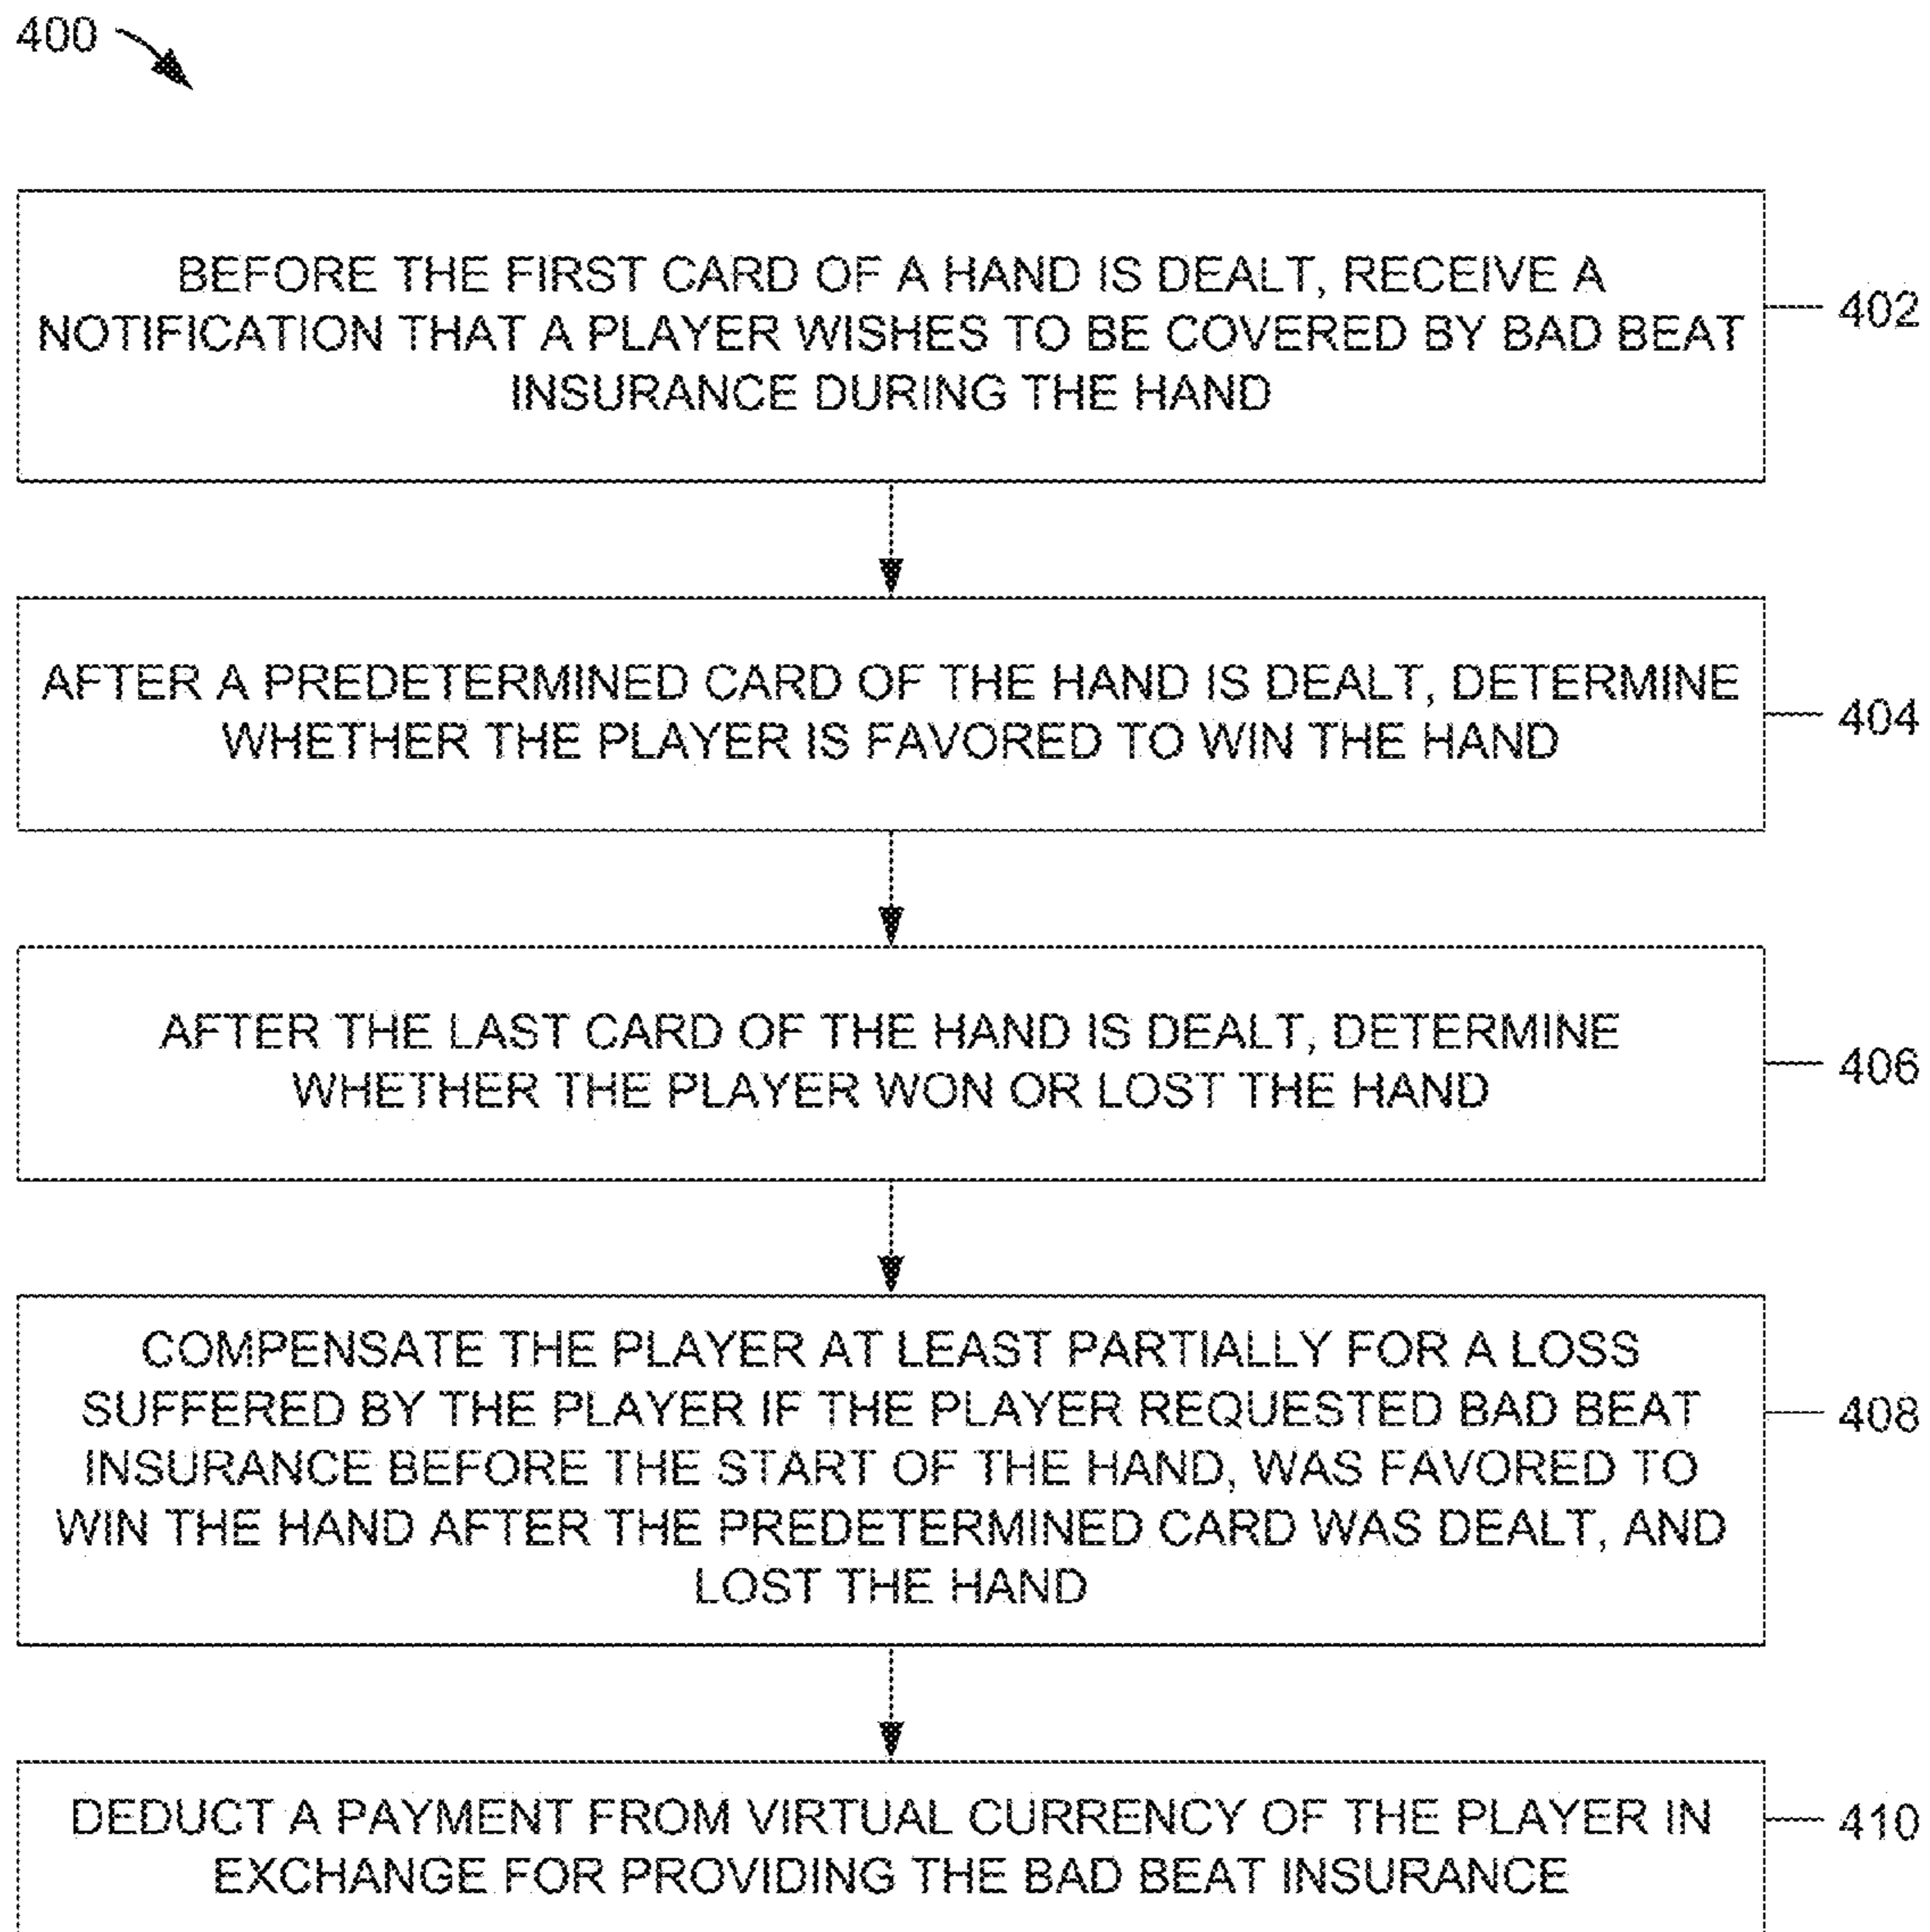 400
BEFORE THE FIRST CARD OF A HAND IS DEALT, RECEIVE A
NOTIFICATION THAT A PLAYER WISHES TO BE COVERED BY BAD BEAT
INSURANCE DURING THE HAND
402
AFTER A PREDETERMINED CARD OF THE HAND IS DEALT, DETERMINE
WHETHER THE PLAYER IS FAVORED TO WIN THE HAND
404
AFTER THE LAST CARD OF THE HAND IS DEALT, DETERMINE
WHETHER THE PLAYER WON OR LOST THE HAND
406
COMPENSATE THE PLAYER AT LEAST PARTIALLY FOR A LOSS
SUFFERED BY THE PLAYER IF THE PLAYER REQUESTED BAD BEAT
INSURANCE BEFORE THE START OF THE HAND, WAS FAVORED TO
WIN THE HAND AFTER THE PREDETERMINED CARD WAS DEALT, AND
LOST THE HAND
408
DEDUCT A PAYMENT FROM VIRTUAL CURRENCY OF THE PLAYER IN
EXCHANGE FOR PROVIDING THE BAD BEAT INSURANCE
410